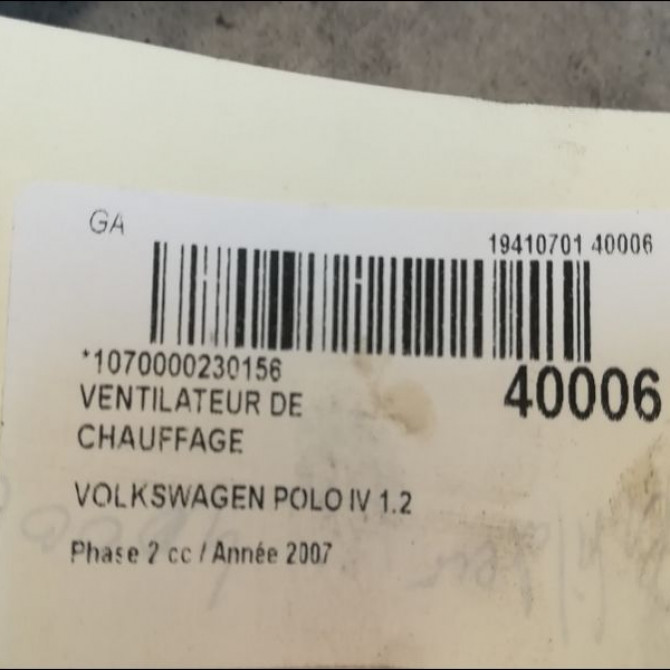 GA
19410701 40006
*1070000230156
40006
VENTILATEUR DE
CHAUFFAGE
VOLKSWAGEN POLO IV 1.2
Phase 2 cc / Année 2007